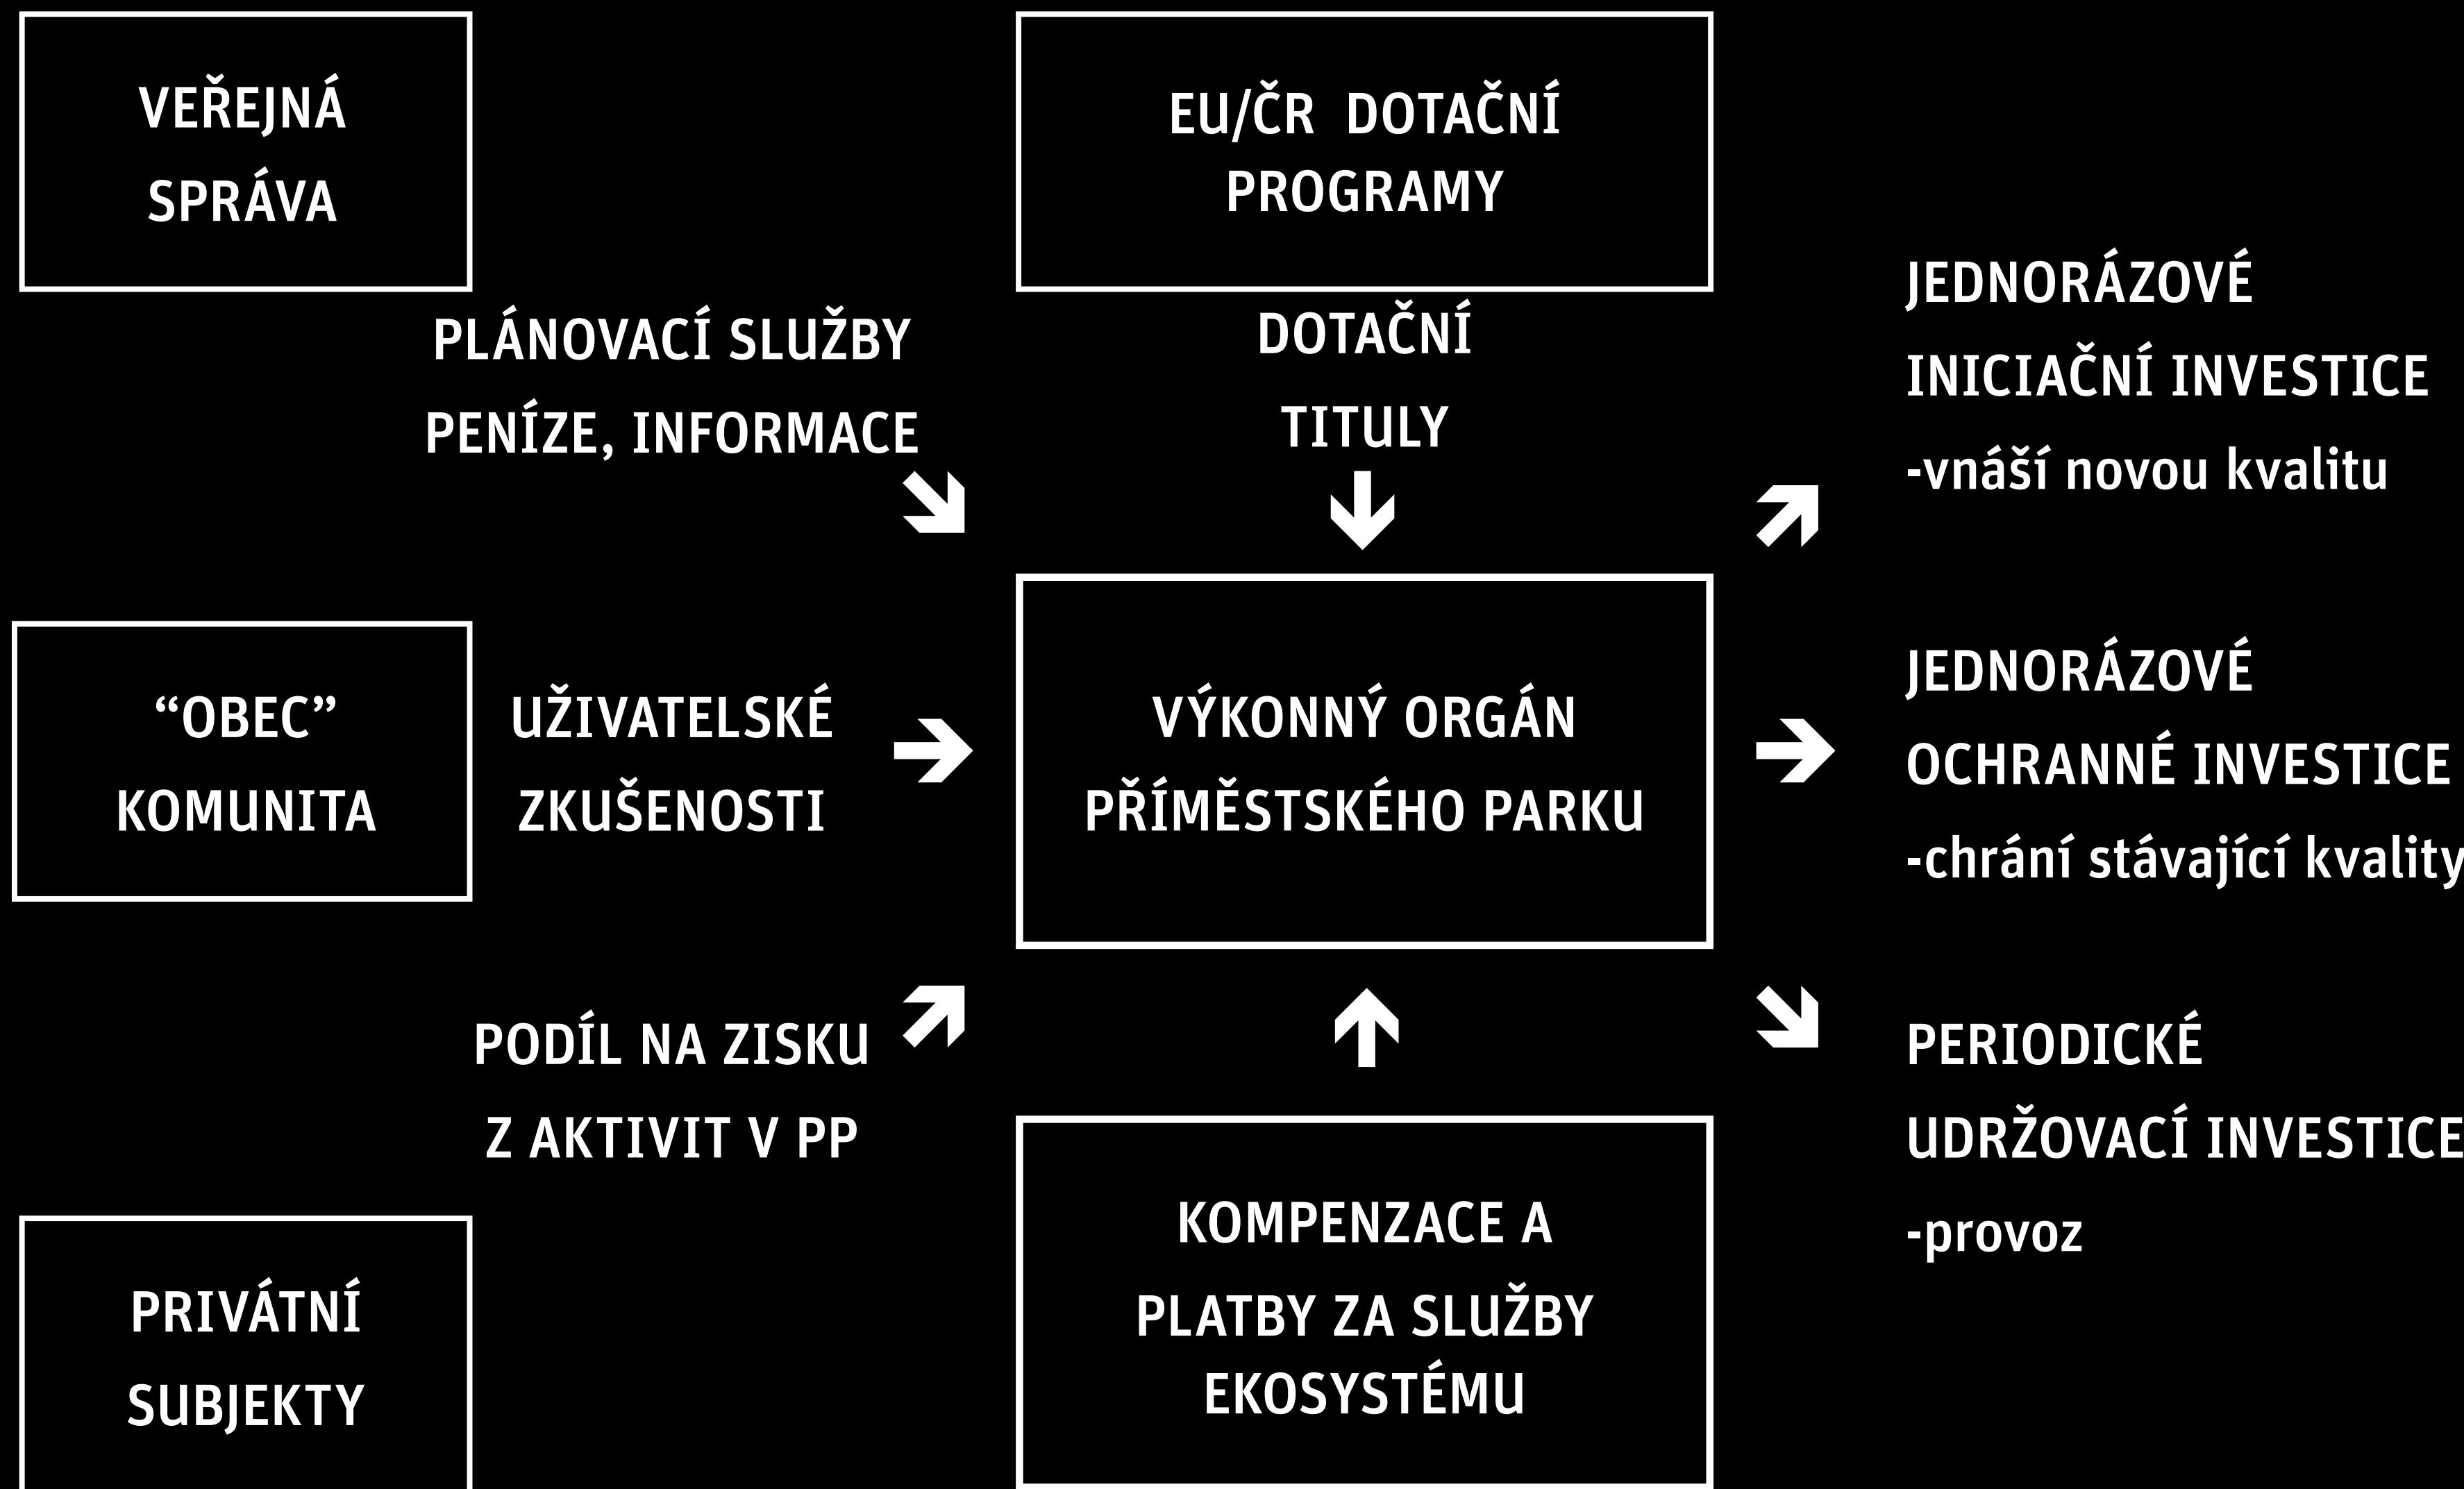 VEŘEJNÁ
SPRÁVA
EU/ČR DOTAČNÍ
PROGRAMY
PLÁNOVACÍ SLUŽBY
PENÍZE, INFORMACE
DOTAČNÍ
TITULY
JEDNORÁZOVÉ
INICIAČNÍ INVESTICE
-vnáší novou kvalitu
“OBEC”
KOMUNITA
UŽIVATELSKÉ
ZKUŠENOSTI
VÝKONNÝ ORGÁN
PŘÍMĚSTSKÉHO PARKU
JEDNORÁZOVÉ
OCHRANNÉ INVESTICE
-chrání stávající kvality
PODÍL NA ZISKU
Z AKTIVIT V PP
PERIODICKÉ
UDRŽOVACÍ INVESTICE
-provoz
PRIVÁTNÍ
SUBJEKTY
KOMPENZACE A
PLATBY ZA SLUŽBY
EKOSYSTÉMU